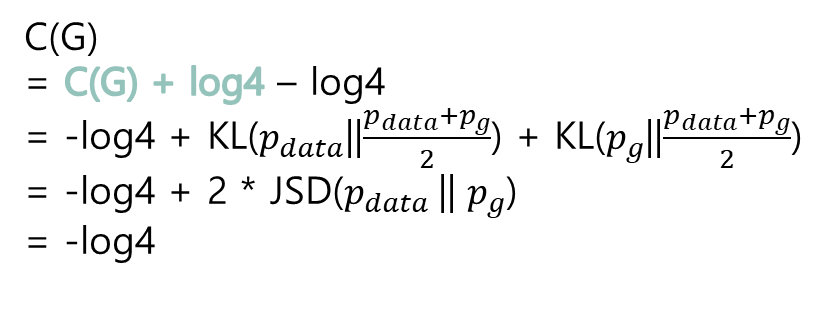 C(G)
= C(G) + log4 – log4
= -log4 + KL(p_data||(p_data+p_g)/2) + KL(p_g||(p_data+p_g)/2)
= -log4 + 2 * JSD(p_data || p_g)
= -log4